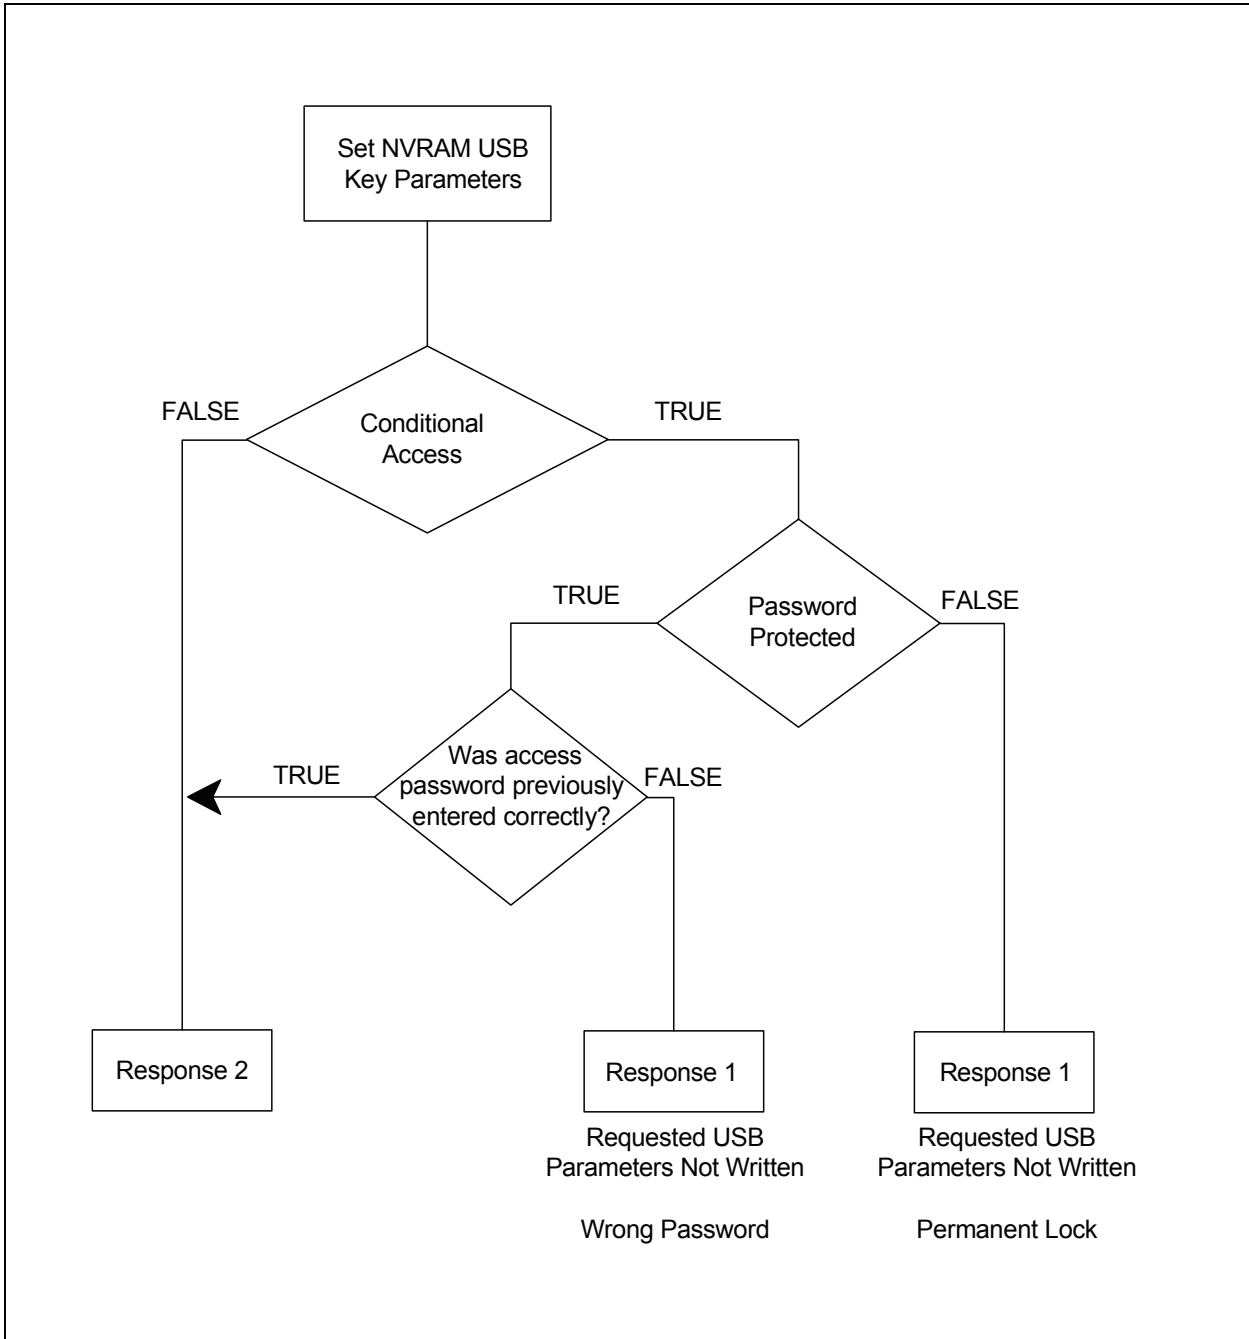 Set NVRAM USB
Key Parameters
FALSE
TRUE
Conditional
Access
TRUE
FALSE
Password
Protected
TRUE
FALSE
Was access
password previously
entered correctly?
Response 2
Response 1
Response 1
Requested USB
Parameters Not Written
Wrong Password
Requested USB
Parameters Not Written
Permanent Lock